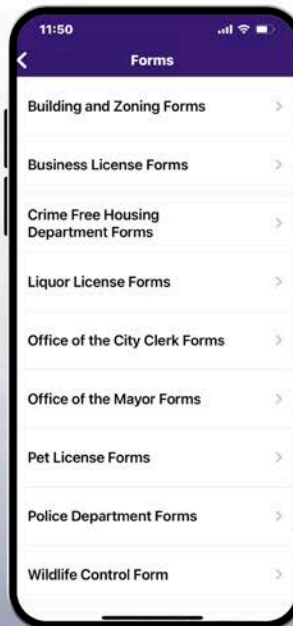 11:50
Forms
Building and Zoning Forms
Business License Forms
Crime Free Housing
Department Forms
Liquor License Forms
Office of the City Clerk Forms
Office of the Mayor Forms
Pet License Forms
Police Department Forms
Wildlife Control Form